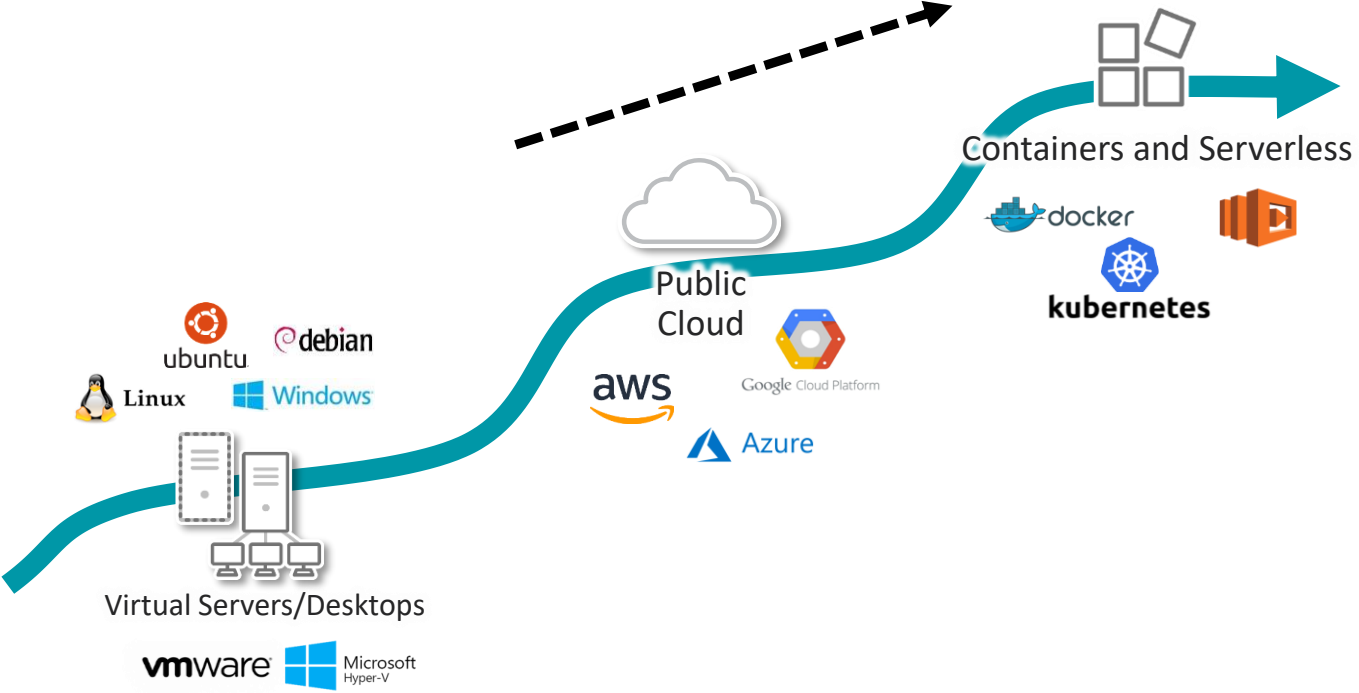 Containers and Serverless
docker
kubernetes
Public
Cloud
Google Cloud Platform
aws
Azure
ubuntu
debian
Linux
Windows
Virtual Servers/Desktops
vmware
Microsoft
Hyper-V